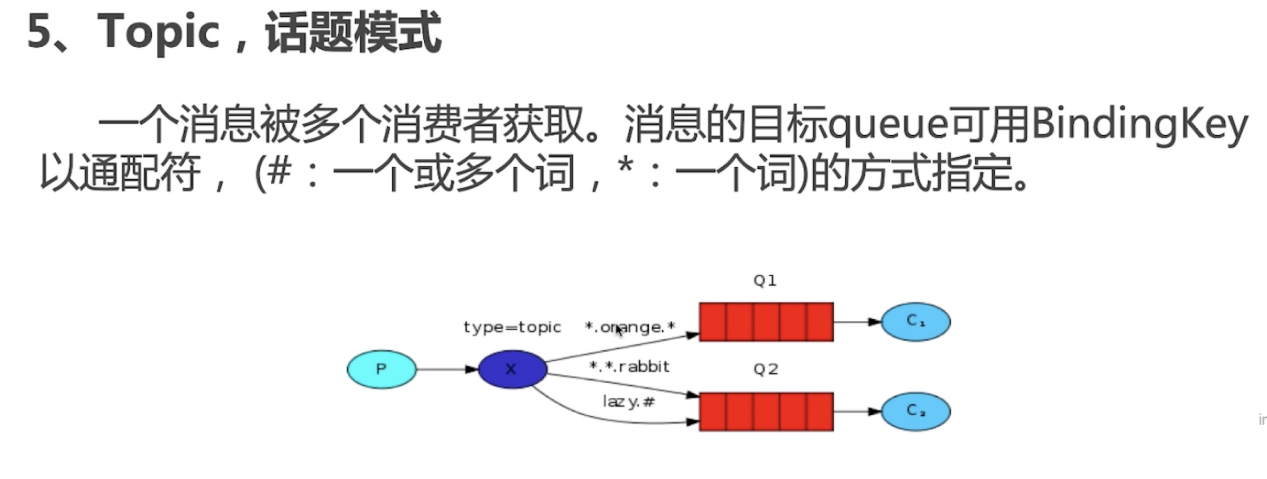 5、Topic，话题模式
一个消息被多个消费者获取。消息的目标queue可用BindingKey
以通配符， (#：一个或多个词，*：一个词)的方式指定。
Q1
type=topic *.orange.* C₁
P X *.*.rabbit Q2
lazy.# C₂